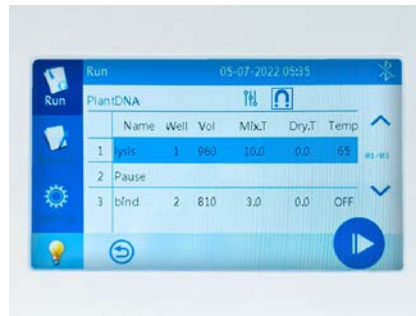 Run 05-07-2022 05:35
Run
PlantDNA
Name Well Vol Mix.T Dry.T Temp
1 lysis 1 960 10.0 0.0 65
2 Pause
3 bind 2 810 3.0 0.0 OFF